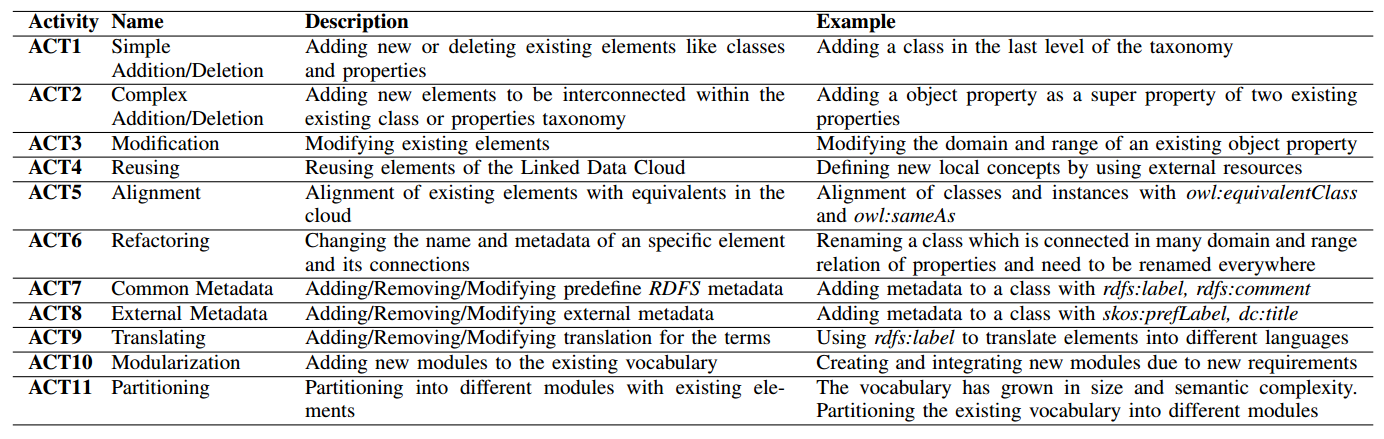 Activity Name Description Example
ACT1 Simple Adding new or deleting existing elements like classes Adding a class in the last level of the taxonomy
Addition/Deletion and properties
ACT2 Complex Adding new elements to be interconnected within the Adding a object property as a super property of two existing
Addition/Deletion existing class or properties taxonomy properties
ACT3 Modification Modifying existing elements Modifying the domain and range of an existing object property
ACT4 Reusing Reusing elements of the Linked Data Cloud Defining new local concepts by using external resources
ACT5 Alignment Alignment of existing elements with equivalents in the Alignment of classes and instances with owl:equivalentClass
cloud and owl:sameAs
ACT6 Refactoring Changing the name and metadata of an specific element Renaming a class which is connected in many domain and range
and its connections relation of properties and need to be renamed everywhere
ACT7 Common Metadata Adding/Removing/Modifying predefine RDFS metadata Adding metadata to a class with rdfs:label, rdfs:comment
ACT8 External Metadata Adding/Removing/Modifying external metadata Adding metadata to a class with skos:prefLabel, dc:title
ACT9 Translating Adding/Removing/Modifying translation for the terms Using rdfs:label to translate elements into different languages
ACT10 Modularization Adding new modules to the existing vocabulary Creating and integrating new modules due to new requirements
ACT11 Partitioning Partitioning into different modules with existing ele- The vocabulary has grown in size and semantic complexity.
ments Partitioning the existing vocabulary into different modules